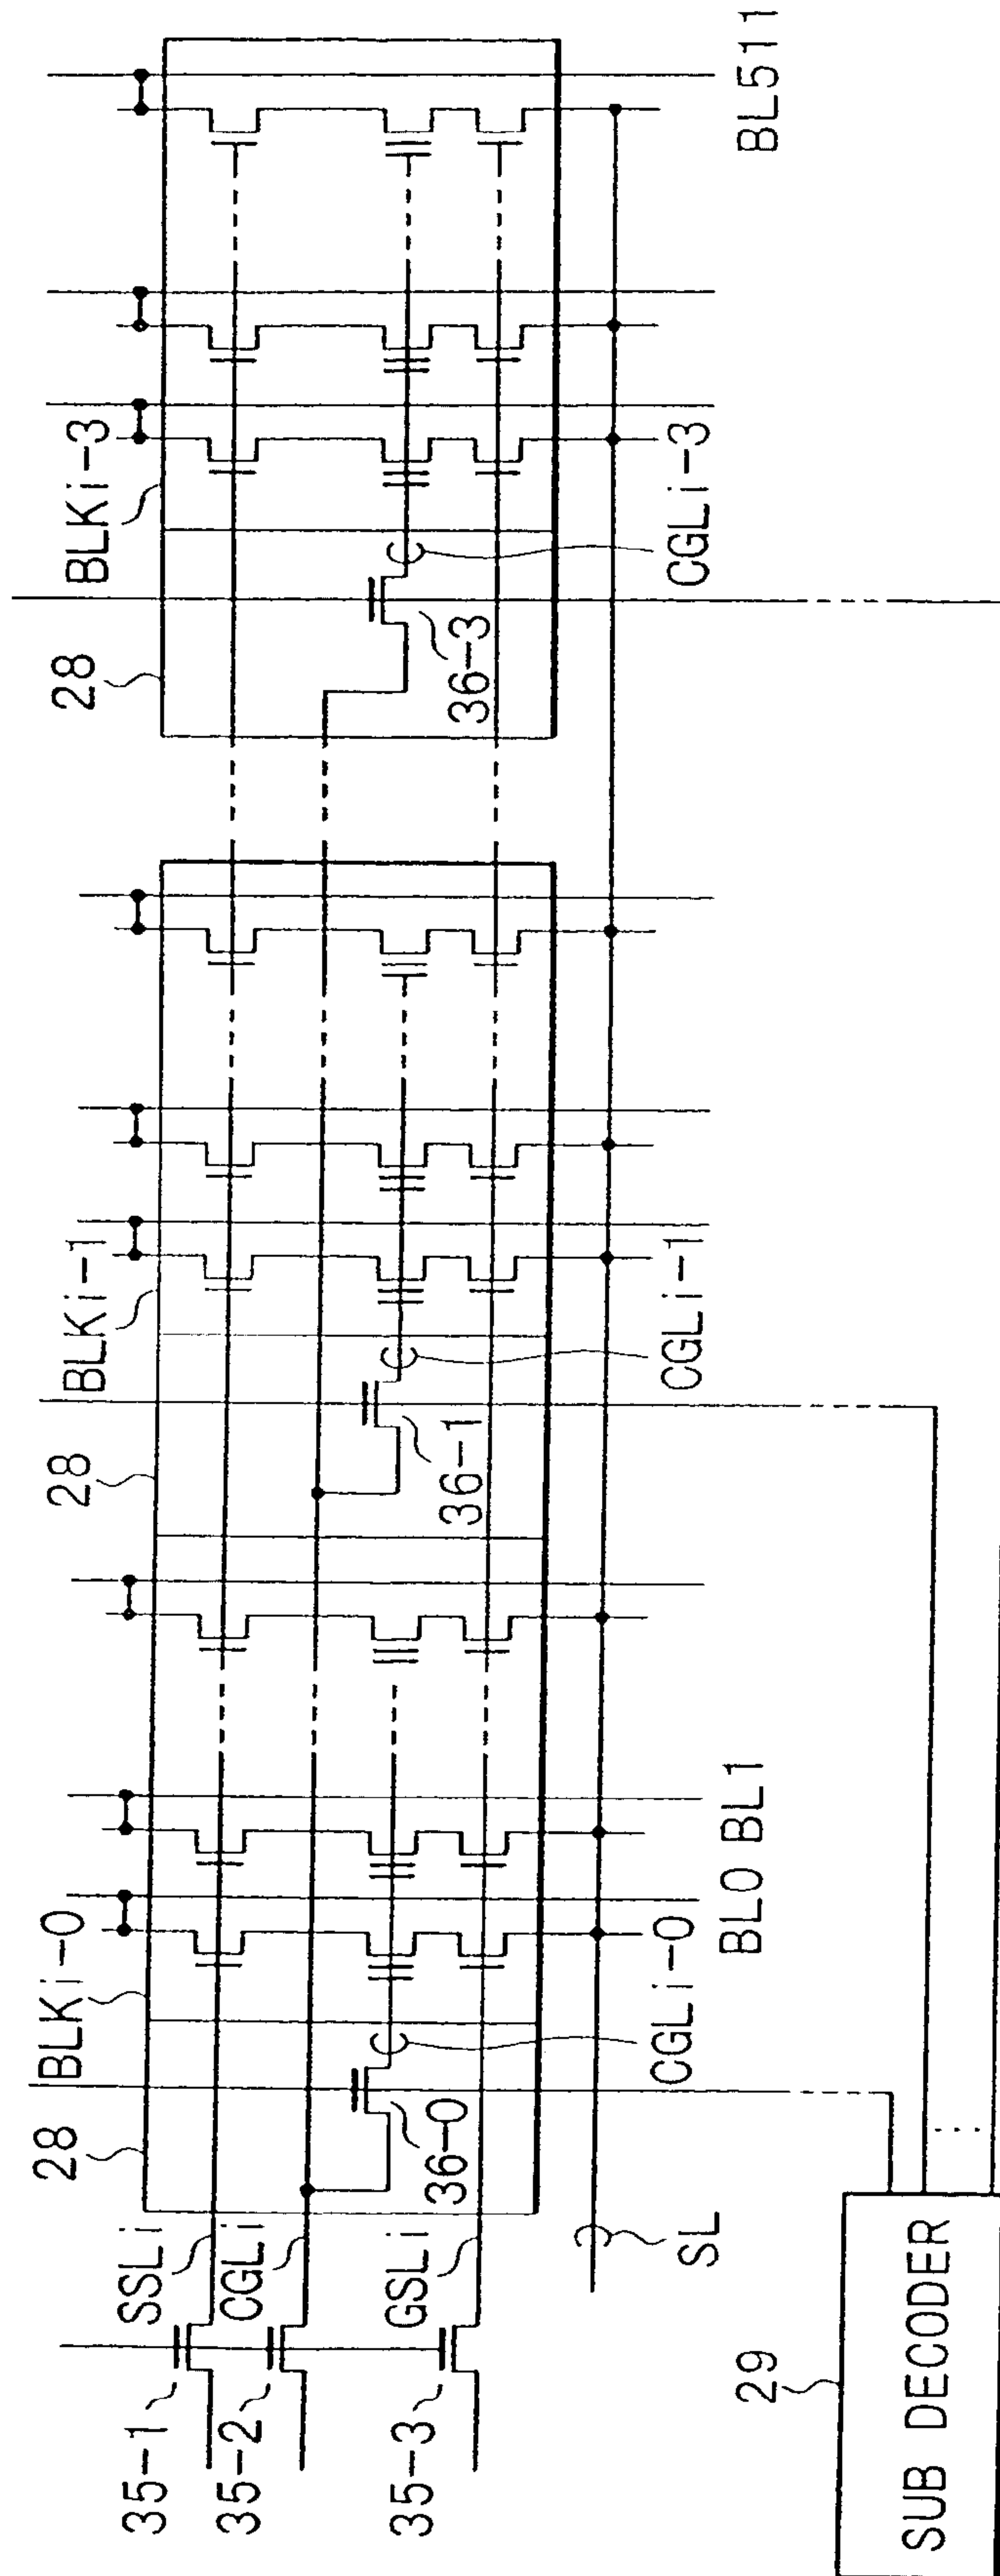 28
BLKi-0
28
BLKi-1
28
BLKi-3
35-1
SSLi
35-2
CGLi
35-3
GSLi
36-0
36-1
36-3
SL
CGLi-0
CGLi-1
CGLi-3
BL0 BL1
BL511
29
SUB DECODER